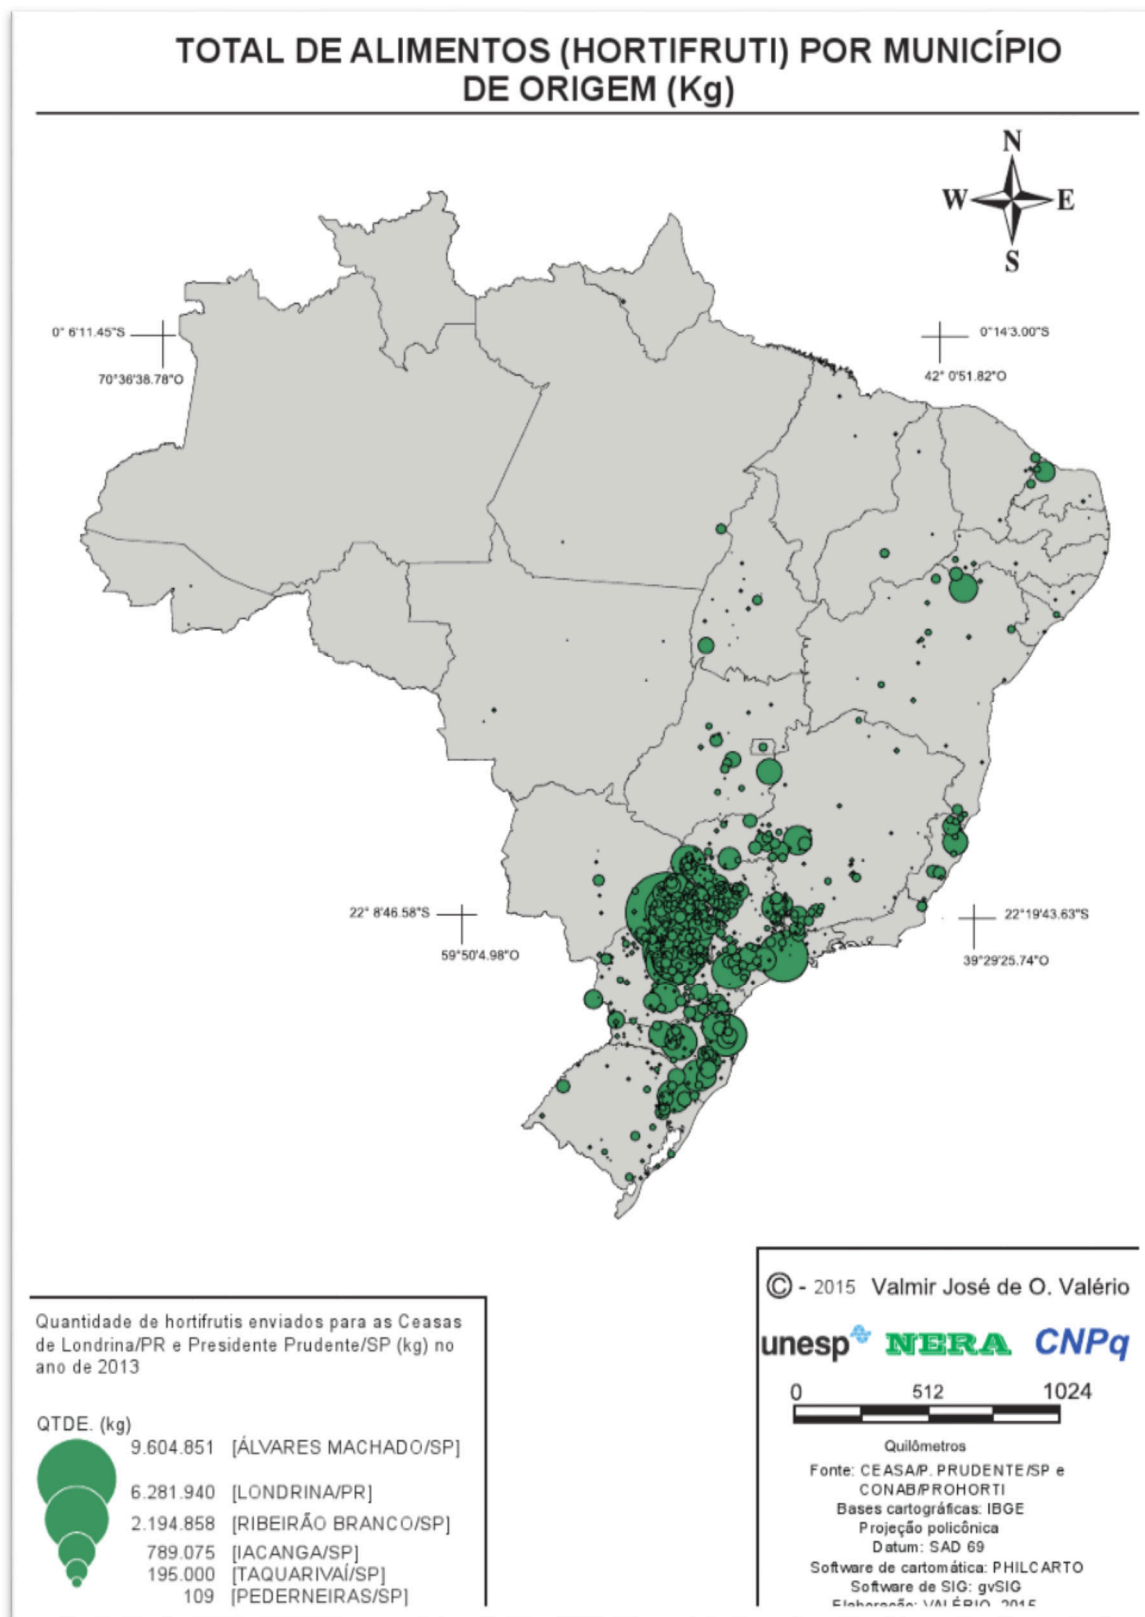 TOTAL DE ALIMENTOS (HORTIFRUTI) POR MUNICÍPIO
DE ORIGEM (Kg)
N
W E
S
0° 6'11.45"S
70°36'38.78"O
0°14'3.00"S
42° 0'51.82"O
22° 8'46.58"S
59°50'4.98"O
22°19'43.63"S
39°29'25.74"O
Quantidade de hortifrutis enviados para as Ceasas
de Londrina/PR e Presidente Prudente/SP (kg) no
ano de 2013
QTDE. (kg)
9.604.851 [ÁLVARES MACHADO/SP]
6.281.940 [LONDRINA/PR]
2.194.858 [RIBEIRÃO BRANCO/SP]
789.075 [IACANGA/SP]
195.000 [TAQUARIVAÍ/SP]
109 [PEDERNEIRAS/SP]
© - 2015 Valmir José de O. Valério
unesp NERA CNPq
0 512 1024
Quilômetros
Fonte: CEASA/P. PRUDENTE/SP e
CONAB/PROHORTI
Bases cartográficas: IBGE
Projeção policônica
Datum: SAD 69
Software de cartomática: PHILCARTO
Software de SIG: gvSIG
Elaboração: VALÉRIO, 2015